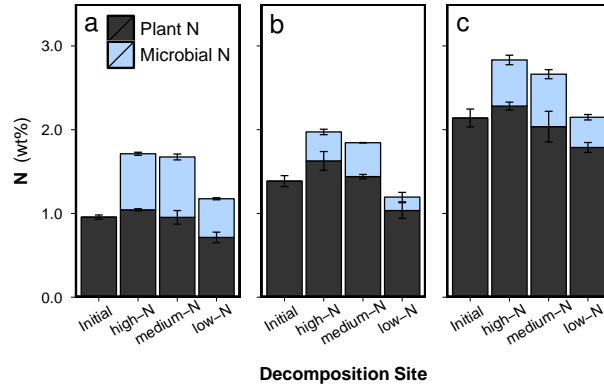 a
b
c
Plant N
Microbial N
3.0
2.0
1.0
0.0
N (wt%)
Initial
high–N
medium–N
low–N
Initial
high–N
medium–N
low–N
Initial
high–N
medium–N
low–N
Decomposition Site